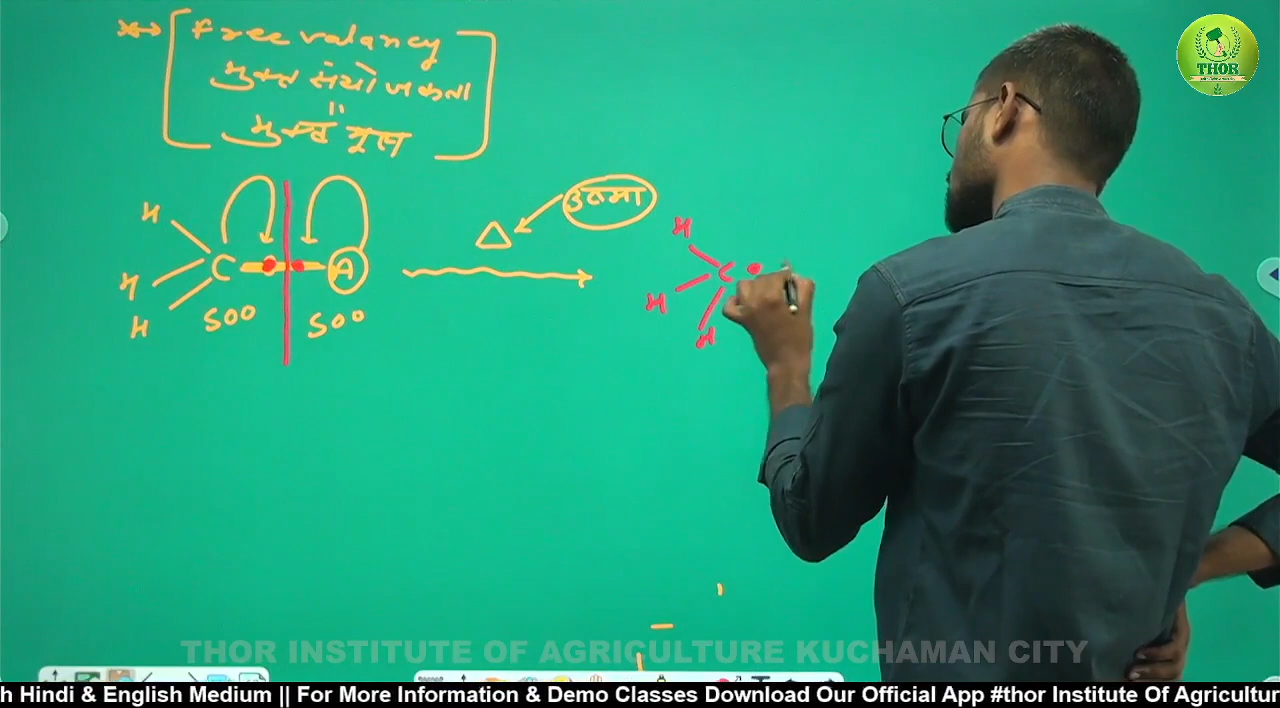 Free valancy
मुक्त संयोजकता
॥
मुक्त मूलक
ऊष्मा
Δ
H
H
C
A
H
500
500
H
H
C
H
THOR
THOR INSTITUTE OF AGRICULTURE KUCHAMAN CITY
h Hindi & English Medium || For More Information & Demo Classes Download Our Official App #thor Institute Of Agricultur